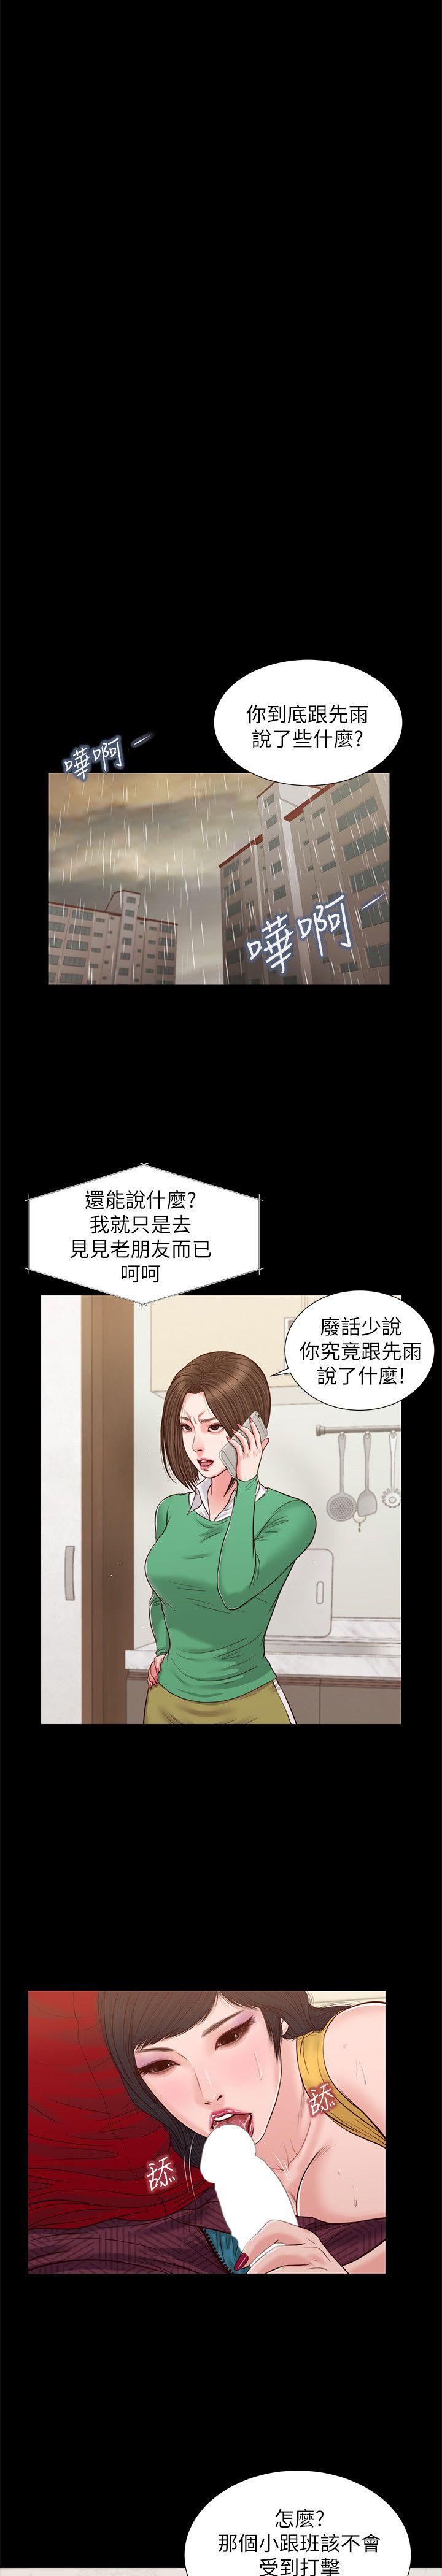 你到底跟先雨
說了些什麼?
嘩啊一
嘩啊一
還能說什麼?
我就只是去
見見老朋友而已
呵呵
廢話少說
你究竟跟先雨
說了什麼!
舔
舔
怎麼?
那個小跟班該不會
受到打擊